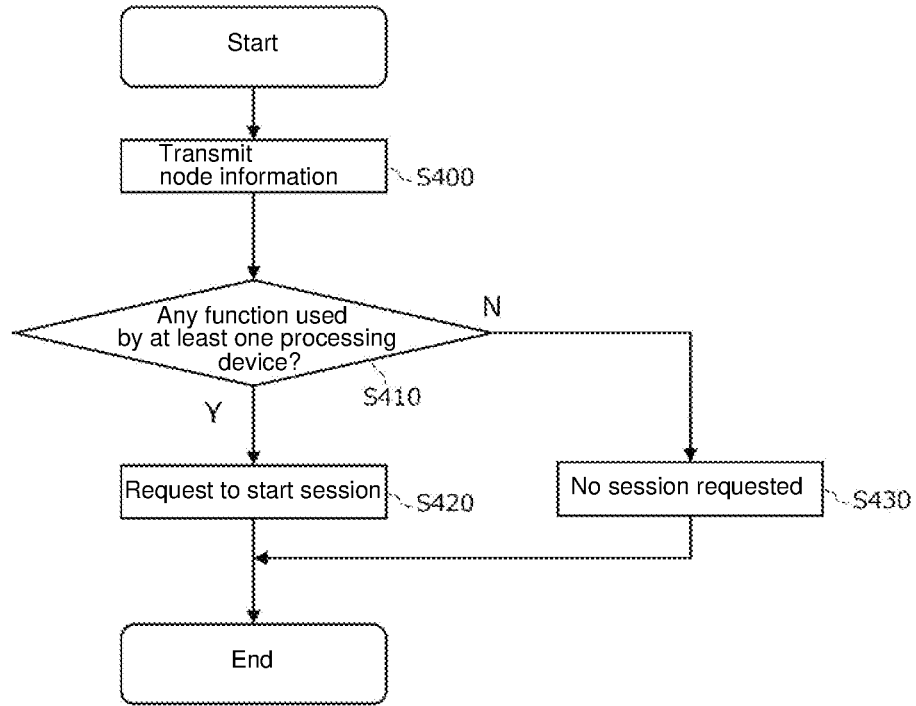 Start
Transmit
node information
S400
Any function used
by at least one processing
device?
N
S410
Y
Request to start session
S420
No session requested
S430
End